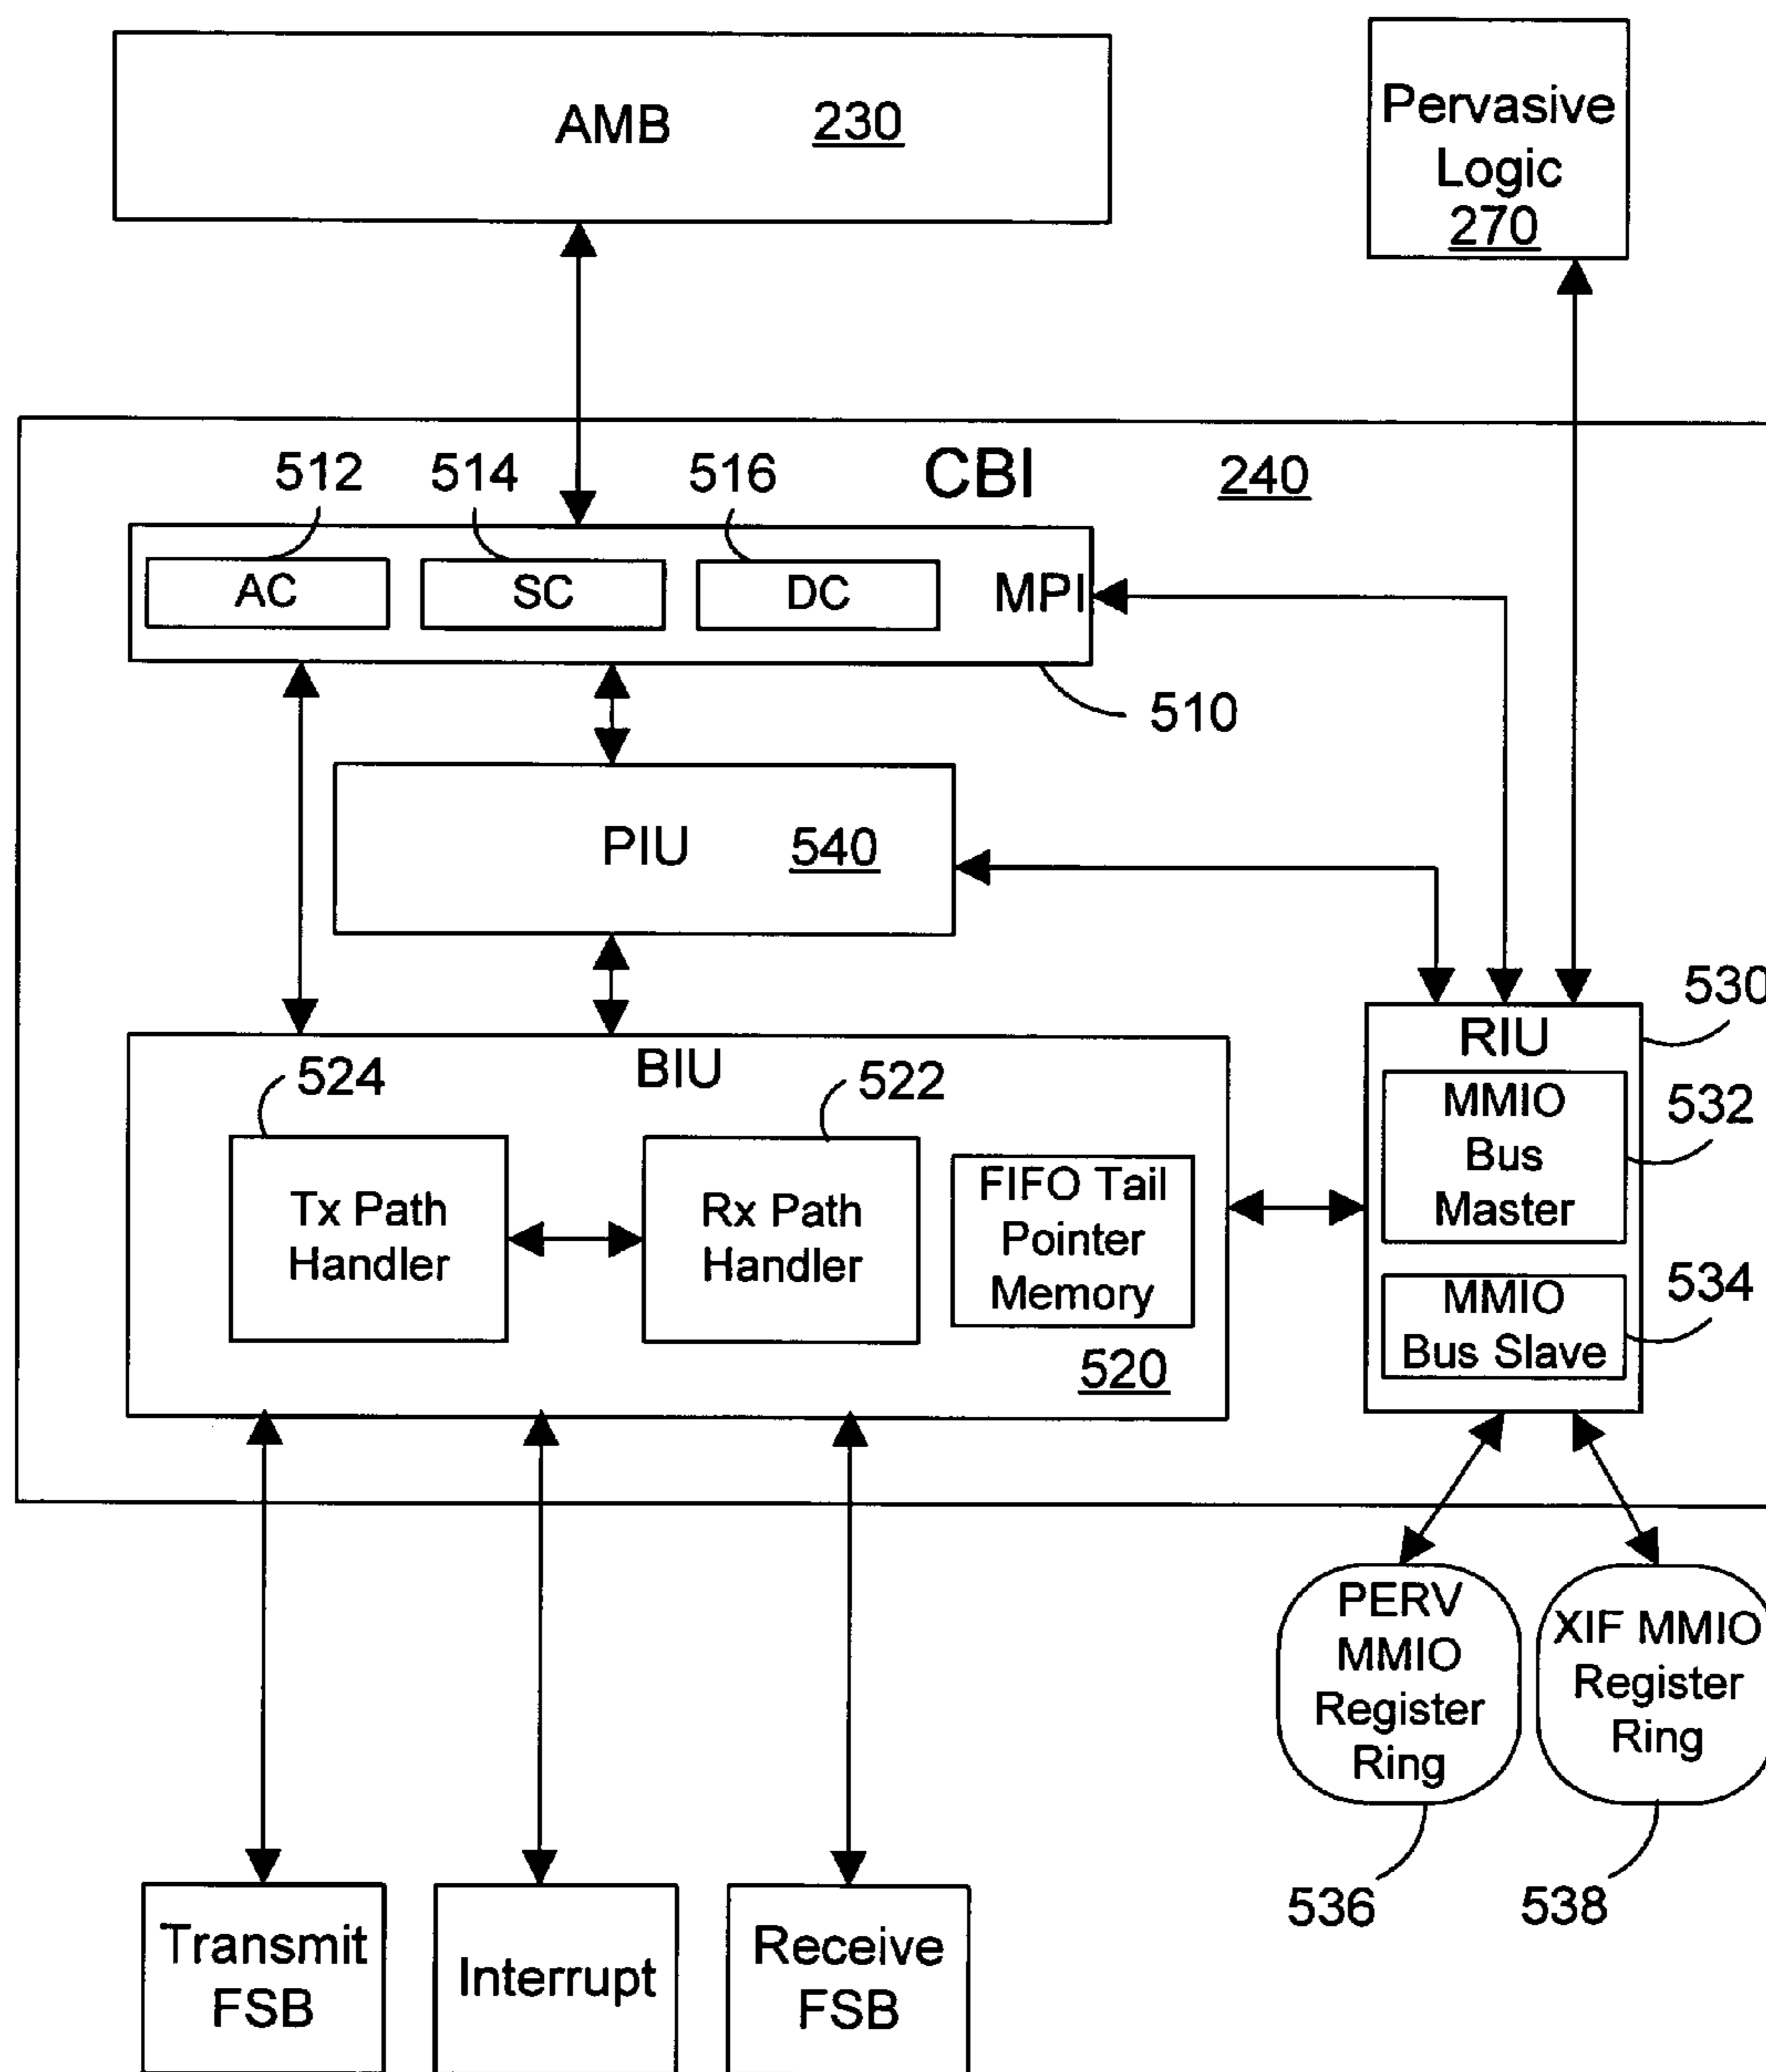 AMB 230
Pervasive
Logic
270
CBI 240
512
514
516
AC
SC
DC
MPI
510
PIU 540
530
RIU
BIU
524
522
Tx Path
Handler
Rx Path
Handler
FIFO Tail
Pointer
Memory
520
MMIO
Bus
Master
532
MMIO
Bus Slave
534
PERV
MMIO
Register
Ring
XIF MMIO
Register
Ring
536
538
Transmit
FSB
Interrupt
Receive
FSB